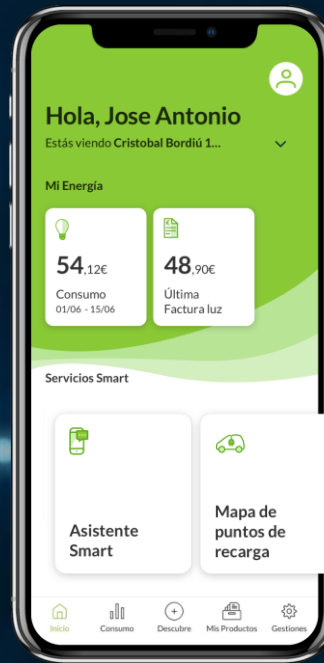 Hola, Jose Antonio
Estás viendo Cristobal Bordiú 1...
Mi Energía
54,12€
Consumo
01/06 - 15/06
48,90€
Última
Factura luz
Servicios Smart
Asistente
Smart
Mapa de
puntos de
recarga
Inicio
Consumo
Descubre
Mis Productos
Gestiones